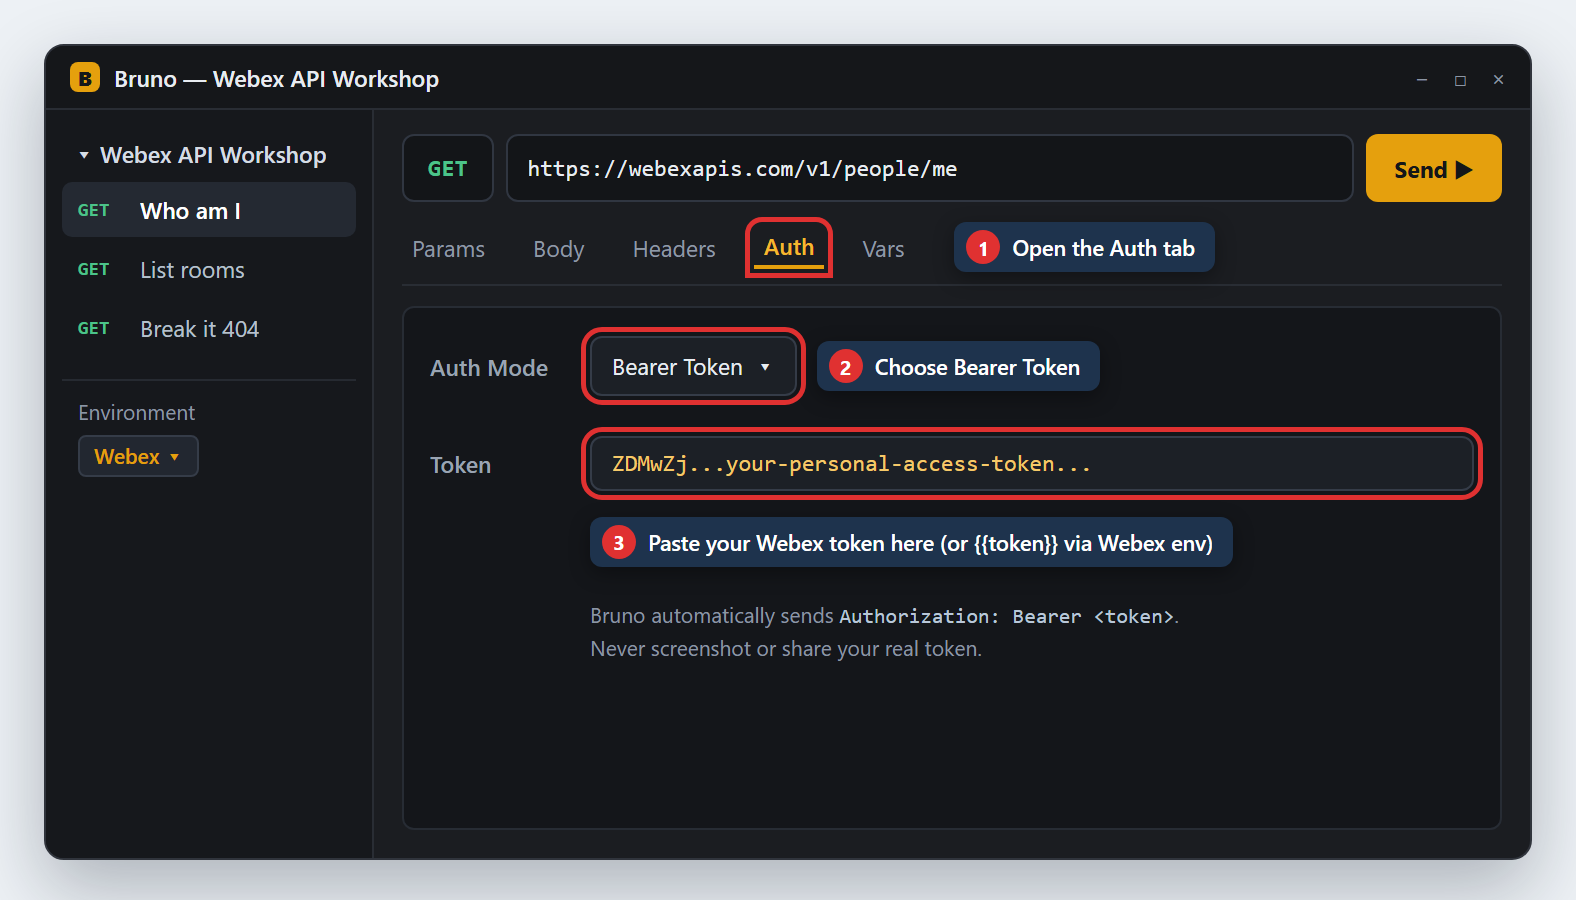 B Bruno — Webex API Workshop
Webex API Workshop
GET Who am I
GET List rooms
GET Break it 404
Environment
Webex
GET https://webexapis.com/v1/people/me Send
Params Body Headers Auth Vars 1 Open the Auth tab
Auth Mode Bearer Token 2 Choose Bearer Token
Token ZDMwZj...your-personal-access-token...
3 Paste your Webex token here (or {{token}} via Webex env)
Bruno automatically sends Authorization: Bearer <token>.
Never screenshot or share your real token.